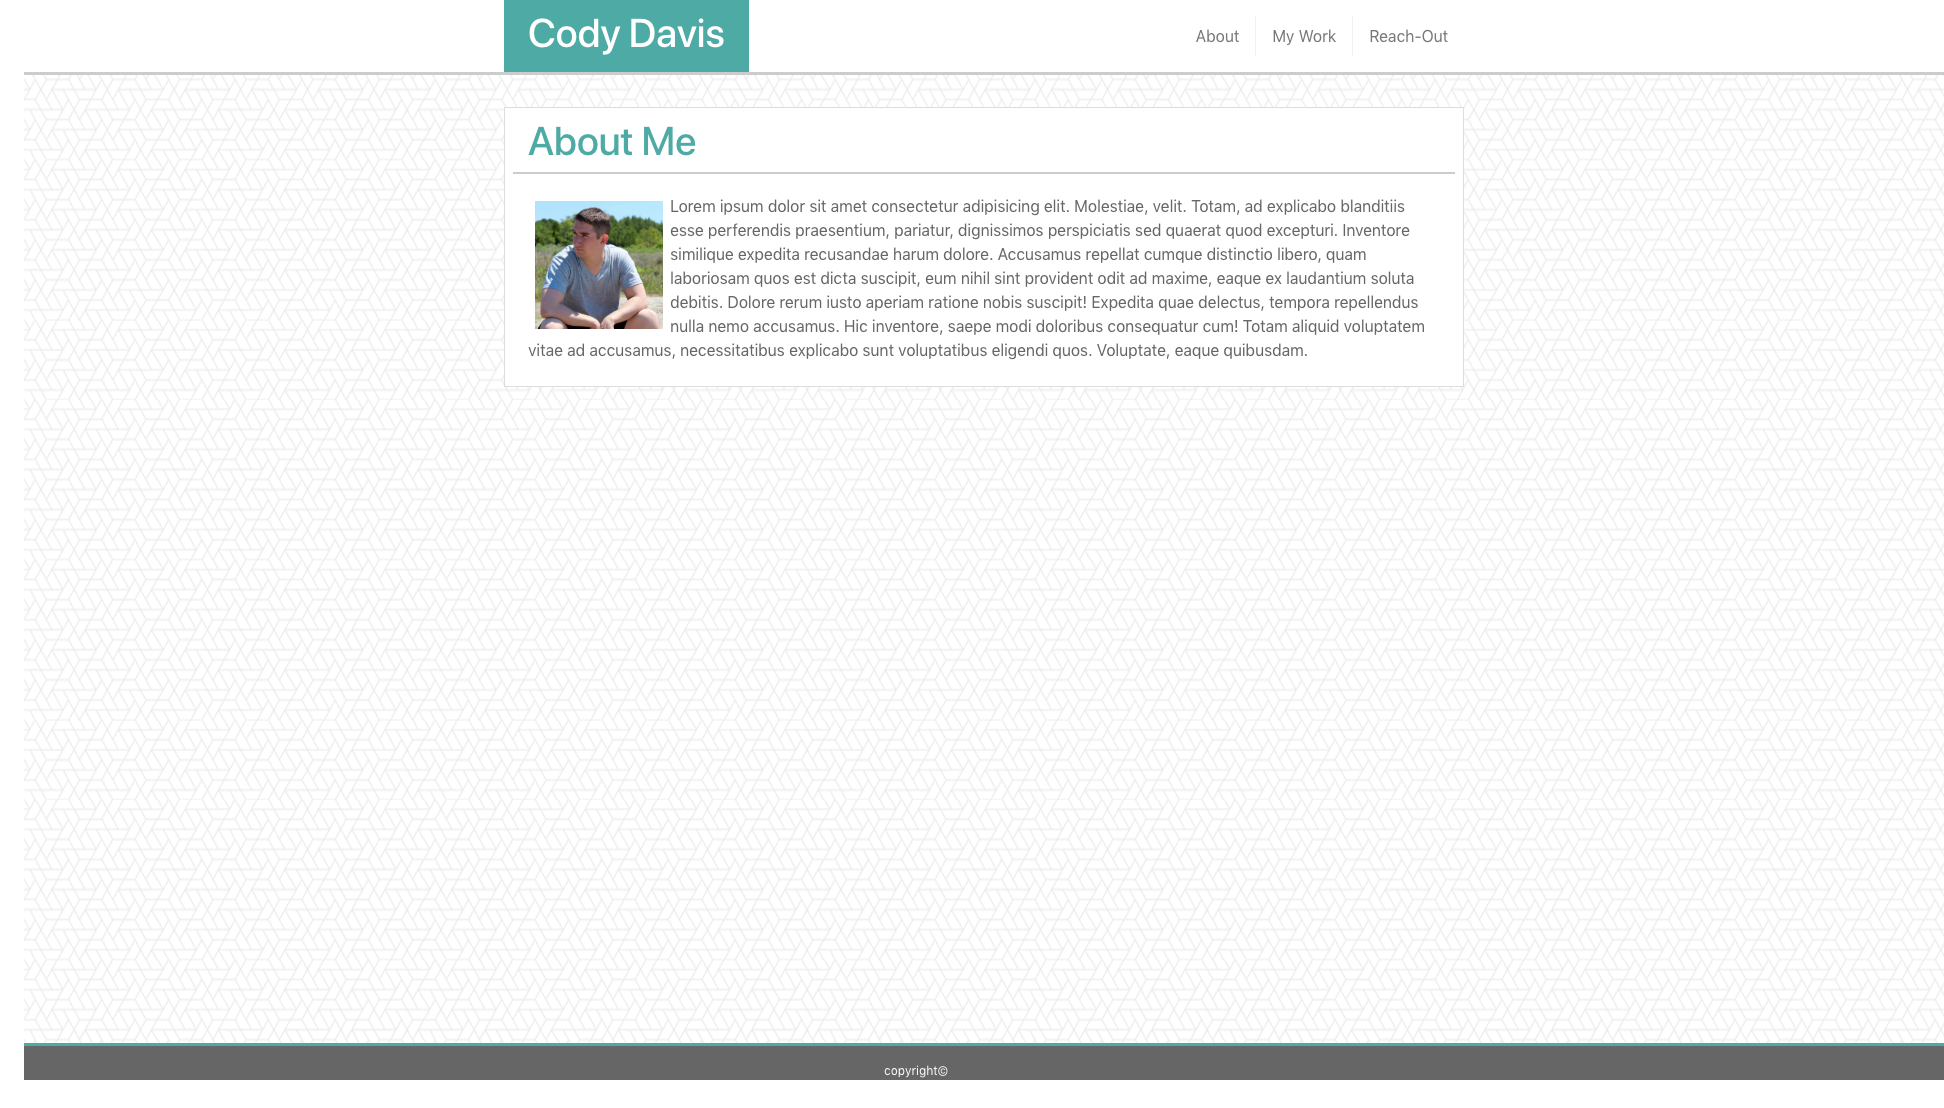 Cody Davis
About
My Work
Reach-Out
About Me
Lorem ipsum dolor sit amet consectetur adipisicing elit. Molestiae, velit. Totam, ad explicabo blanditiis
esse perferendis praesentium, pariatur, dignissimos perspiciatis sed quaerat quod excepturi. Inventore
similique expedita recusandae harum dolore. Accusamus repellat cumque distinctio libero, quam
laboriosam quos est dicta suscipit, eum nihil sint provident odit ad maxime, eaque ex laudantium soluta
debitis. Dolore rerum iusto aperiam ratione nobis suscipit! Expedita quae delectus, tempora repellendus
nulla nemo accusamus. Hic inventore, saepe modi doloribus consequatur cum! Totam aliquid voluptatem
vitae ad accusamus, necessitatibus explicabo sunt voluptatibus eligendi quos. Voluptate, eaque quibusdam.
copyright©